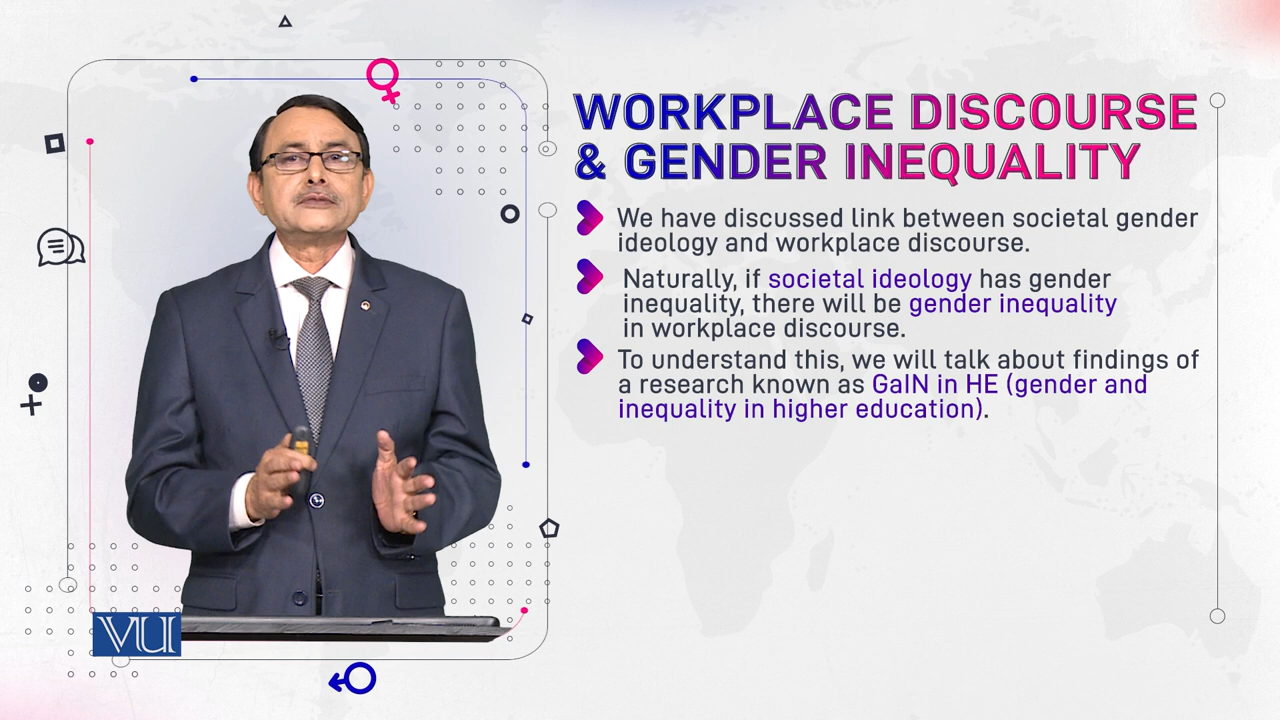 WORKPLACE DISCOURSE
& GENDER INEQUALITY
We have discussed link between societal gender
ideology and workplace discourse.
Naturally, if societal ideology has gender
inequality, there will be gender inequality
in workplace discourse.
To understand this, we will talk about findings of
a research known as GaIN in HE (gender and
inequality in higher education).
VU